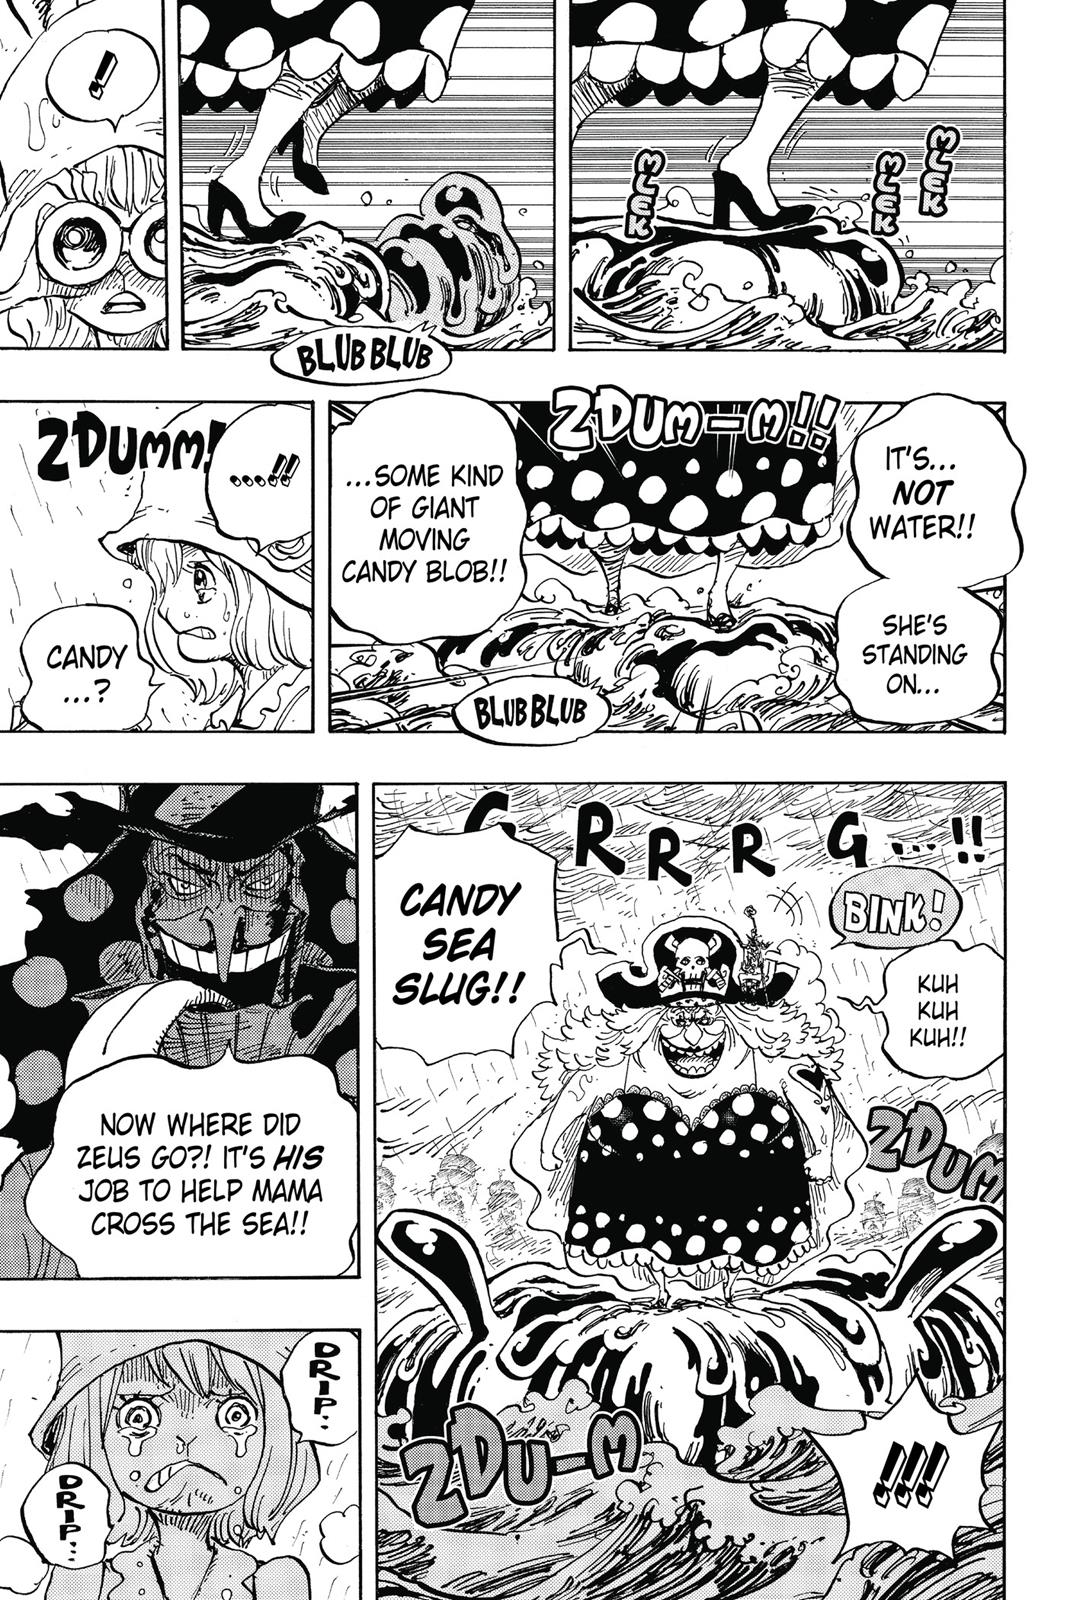 MLEK
MLEK
MLEK
BLUB BLUB
!!
IT'S...
NOT
WATER!!
SHE'S
STANDING
ON...
ZDUM—M!!
...SOME KIND
OF GIANT
MOVING
CANDY BLOB!!
BLUB BLUB
....!!
ZDUMM!
CANDY
...?
GRRRG...!!
BINK!
KUH
KUH
KUH!!
CANDY
SEA
SLUG!!
ZDUM
ZDU—M
!!!!
NOW WHERE DID
ZEUS GO?! IT'S HIS
JOB TO HELP MAMA
CROSS THE SEA!!
DRIP..
DRIP..